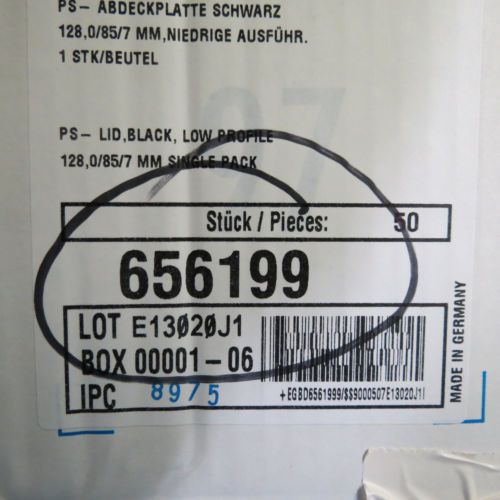 PS- ABDECKPLATTE SCHWARZ
128,0/85/7 MM,NIEDRIGE AUSFÜHR.
1 STK/BEUTEL
97
PS- LID,BLACK, LOW PROFILE
128,0/85/7 MM SINGLE PACK
Stück / Pieces: 50
656199
LOT E13020J1
BOX 00001-06
IPC 8975
+EGBD6561999/$$9000507E13020J1I
MADE IN GERMANY